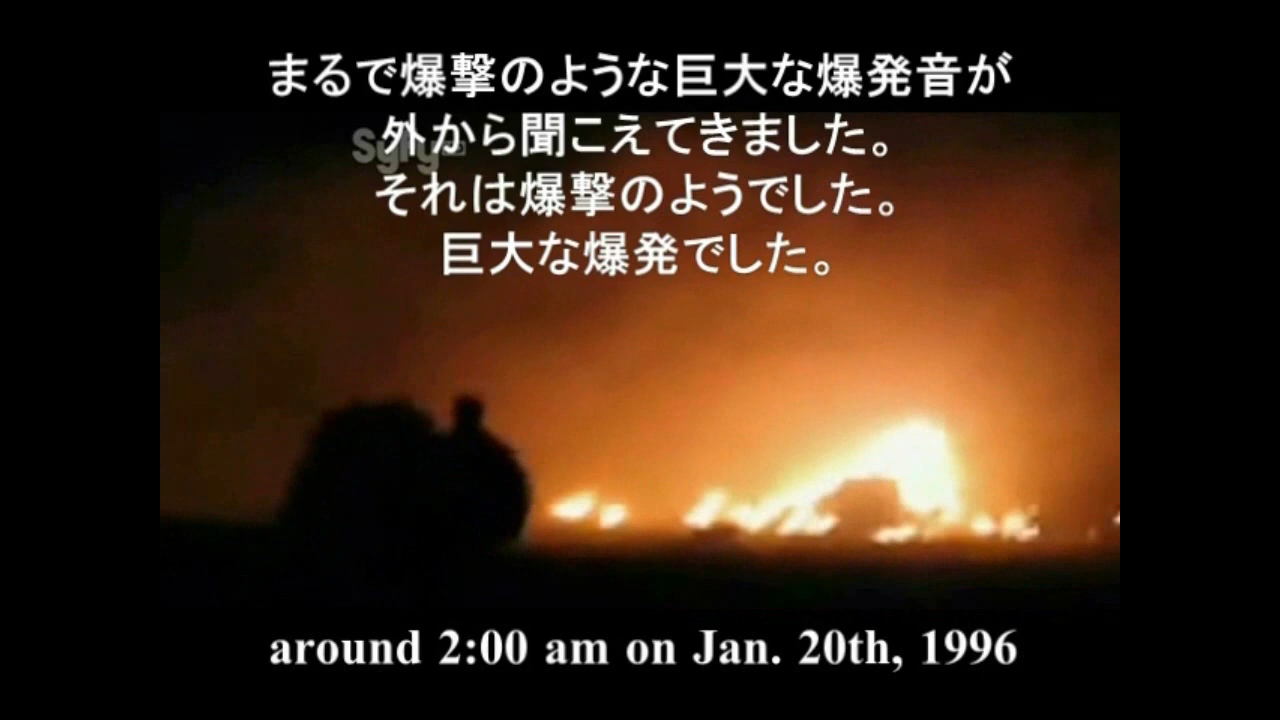 まるで爆撃のような巨大な爆発音が
外から聞こえてきました。
Syfy
それは爆撃のようでした。
巨大な爆発でした。
around 2:00 am on Jan. 20th, 1996